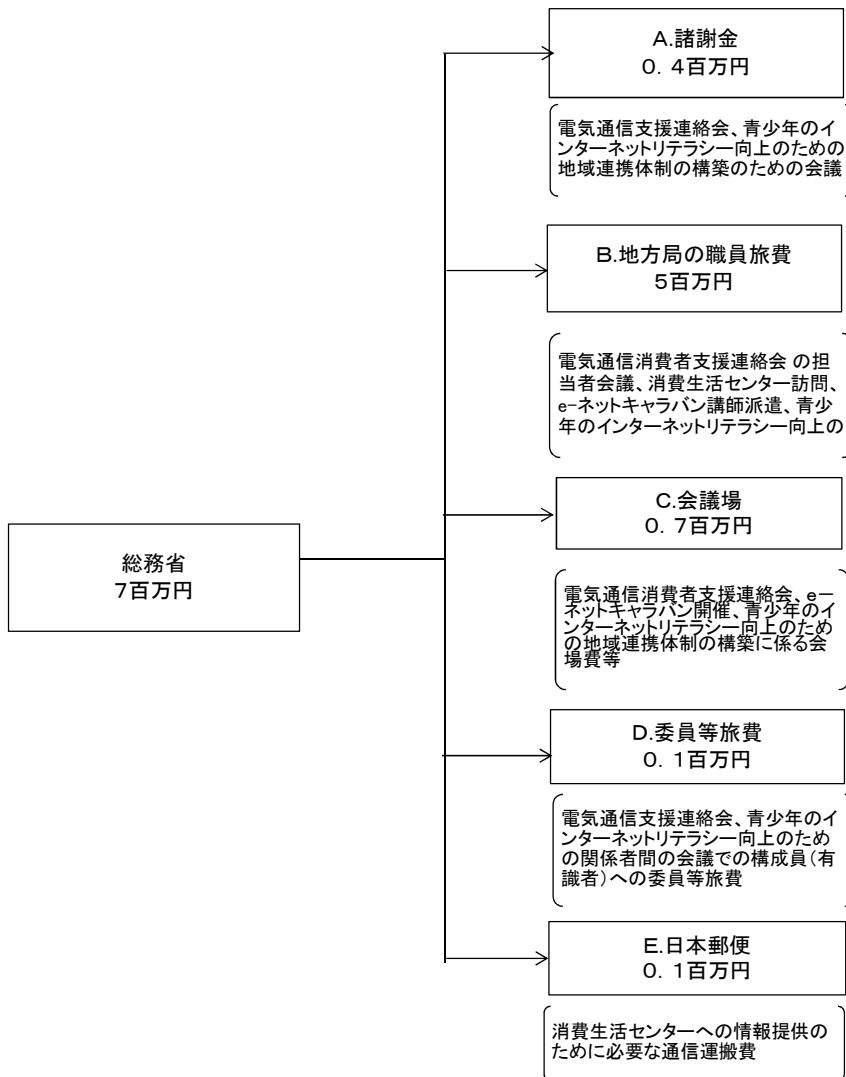 A.諸謝金
0.4百万円
電気通信支援連絡会、青少年のイ
ンターネットリテラシー向上のための
地域連携体制の構築のための会議
B.地方局の職員旅費
5百万円
電気通信消費者支援連絡会 の担
当者会議、消費生活センター訪問、
e-ネットキャラバン講師派遣、青少
年のインターネットリテラシー向上の
総務省
7百万円
C.会議場
0.7百万円
電気通信消費者支援連絡会、e-
ネットキャラバン開催、青少年のイ
ンターネットリテラシー向上のため
の地域連携体制の構築に係る会
場費等
D.委員等旅費
0.1百万円
電気通信支援連絡会、青少年のイ
ンターネットリテラシー向上のため
の関係者間の会議での構成員(有
識者)への委員等旅費
E.日本郵便
0.1百万円
消費生活センターへの情報提供の
ために必要な通信運搬費